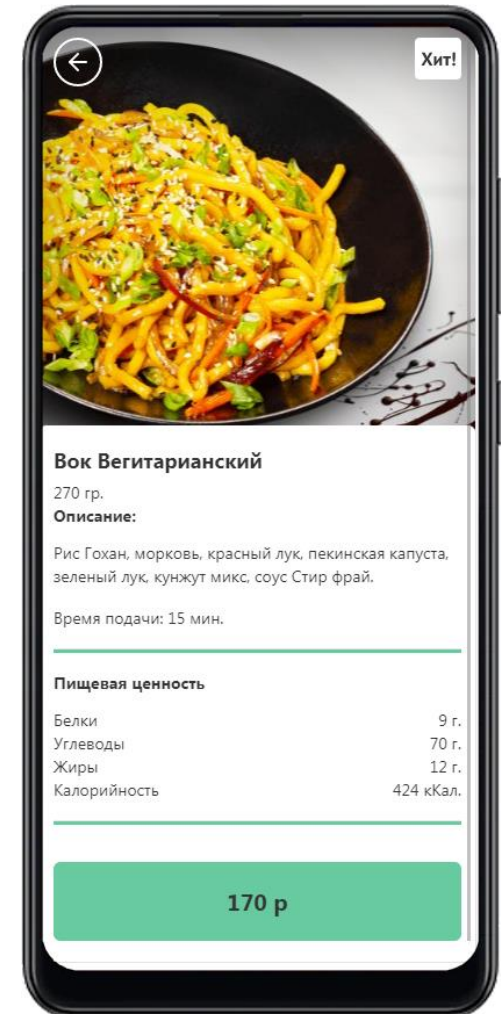 Хит!
Вок Вегитарианский
270 гр.
Описание:
Рис Гохан, морковь, красный лук, пекинская капуста,
зеленый лук, кунжут микс, соус Стир фрай.
Время подачи: 15 мин.
Пищевая ценность
Белки 9 г.
Углеводы 70 г.
Жиры 12 г.
Калорийность 424 кКал.
170 р